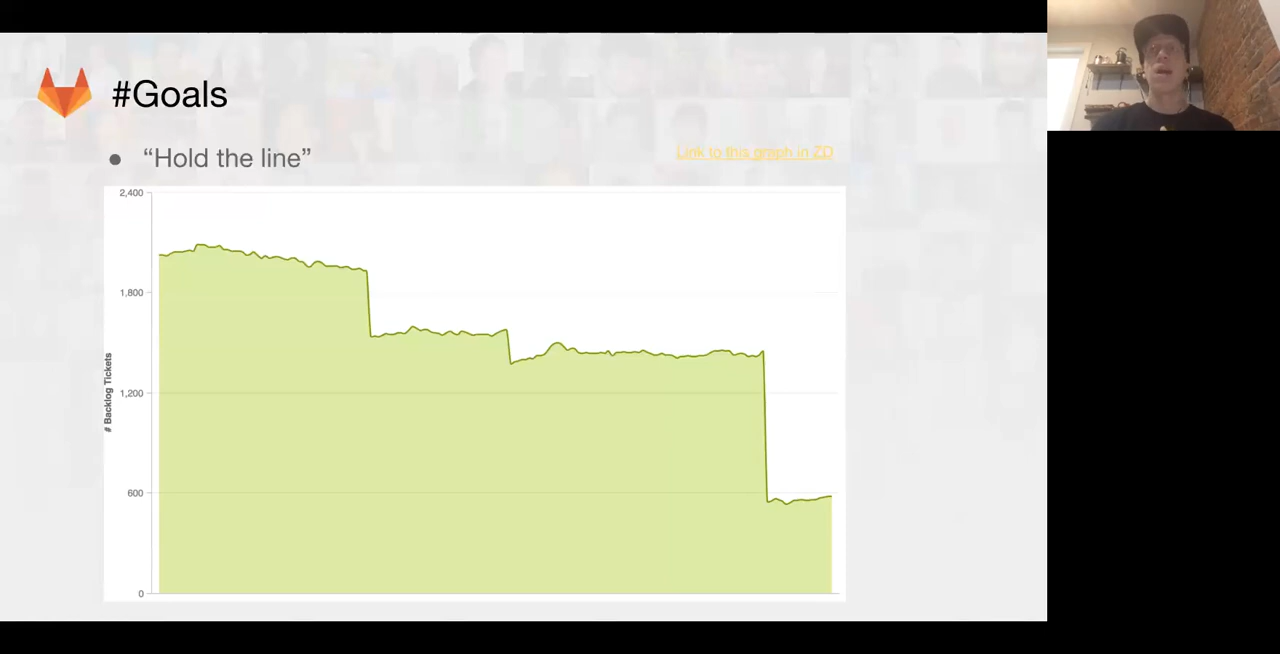 #Goals
● “Hold the line”
Link to this graph in ZD
2,400
1,800
1,200
600
0
# Backlog Tickets